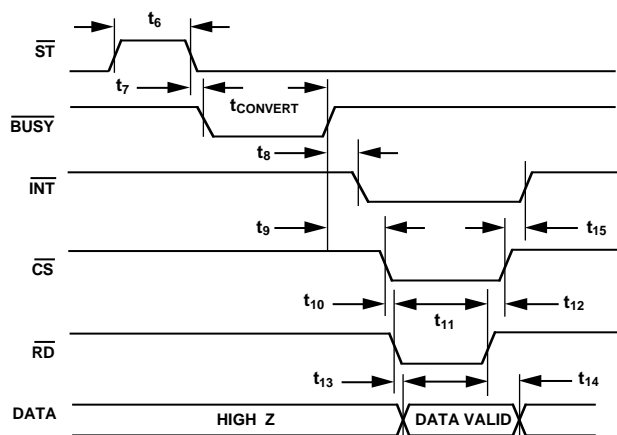 t6
ST
t7
tCONVERT
BUSY
t8
INT
t9
t15
CS
t10
t11
t12
RD
t13
t14
DATA
HIGH Z
DATA VALID